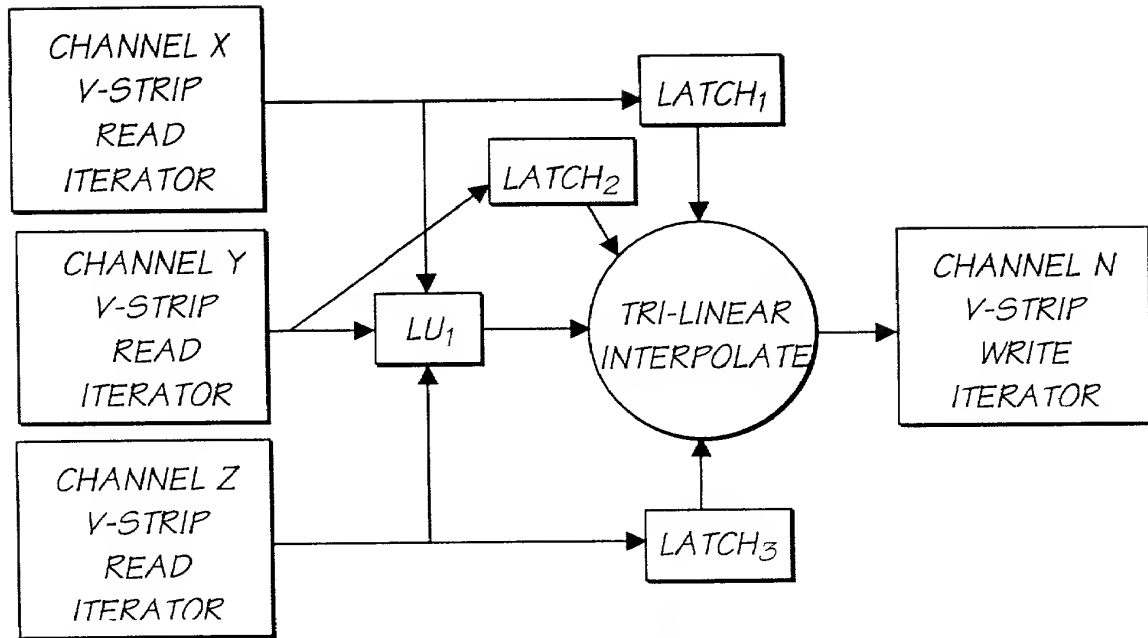 CHANNEL X
V-STRIP
READ
ITERATOR
LATCH₁
LATCH₂
CHANNEL Y
V-STRIP
READ
ITERATOR
LU₁
TRI-LINEAR
INTERPOLATE
CHANNEL N
V-STRIP
WRITE
ITERATOR
CHANNEL Z
V-STRIP
READ
ITERATOR
LATCH₃